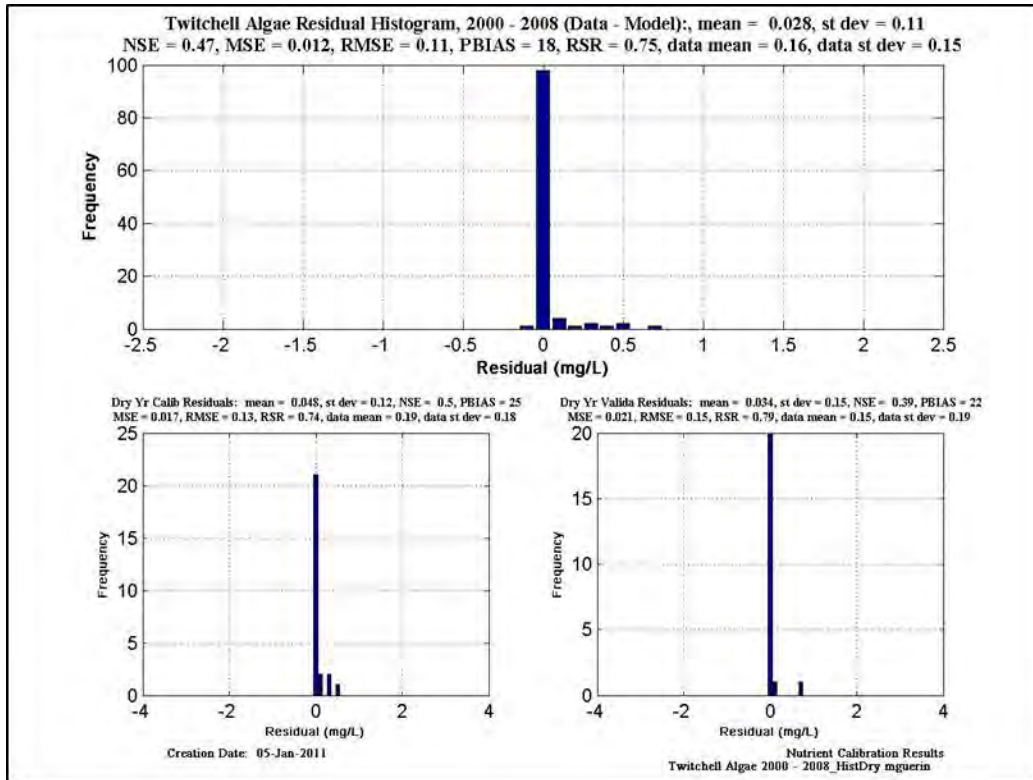 Twitchell Algae Residual Histogram, 2000 - 2008 (Data - Model):, mean = 0.028, st dev = 0.11
NSE = 0.47, MSE = 0.012, RMSE = 0.11, PBIAS = 18, RSR = 0.75, data mean = 0.16, data st dev = 0.15
100
80
60
40
20
0
Frequency
-2.5 -2 -1.5 -1 -0.5 0 0.5 1 1.5 2 2.5
Residual (mg/L)
Dry Yr Calib Residuals: mean = 0.048, st dev = 0.12, NSE = 0.5, PBIAS = 25
MSE = 0.017, RMSE = 0.13, RSR = 0.74, data mean = 0.19, data st dev = 0.18
25
20
15
10
5
0
Frequency
-4 -2 0 2 4
Residual (mg/L)
Dry Yr Valida Residuals: mean = 0.034, st dev = 0.15, NSE = 0.39, PBIAS = 22
MSE = 0.021, RMSE = 0.15, RSR = 0.79, data mean = 0.15, data st dev = 0.19
20
15
10
5
0
Frequency
-4 -2 0 2 4
Residual (mg/L)
Creation Date: 05-Jan-2011
Nutrient Calibration Results
Twitchell Algae 2000 - 2008_HistDry mguerin